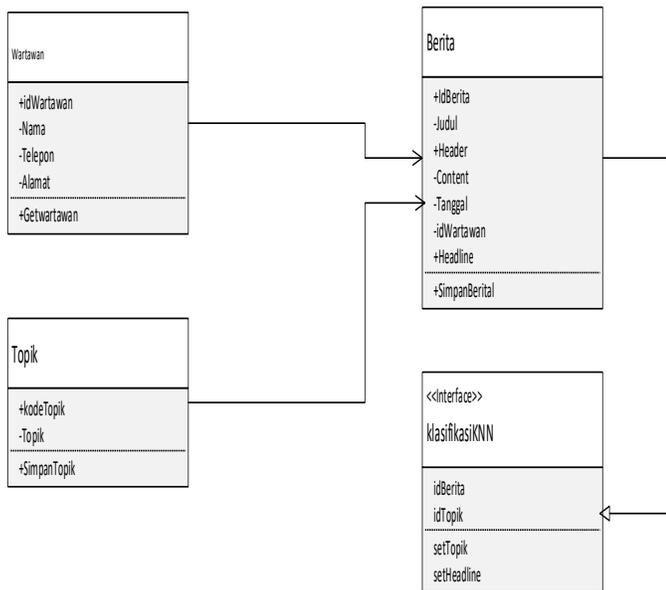 Wartawan
+idWartawan
-Nama
-Telepon
-Alamat
+Getwartawan
Berita
+IdBerita
-Judul
+Header
-Content
-Tanggal
-idWartawan
+Headline
+SimpanBerital
Topik
+kodeTopik
-Topik
+SimpanTopik
<<Interface>>
klasifikasiKNN
idBerita
idTopik
setTopik
setHeadline